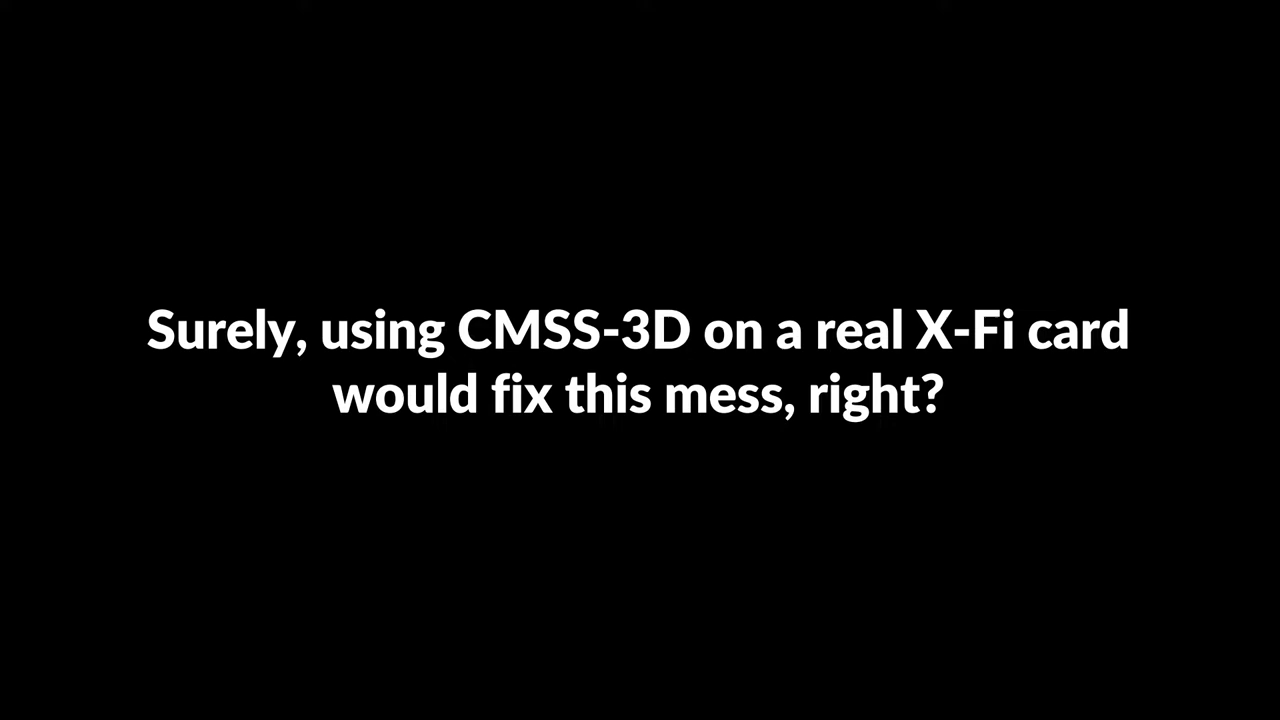 Surely, using CMSS-3D on a real X-Fi card
would fix this mess, right?